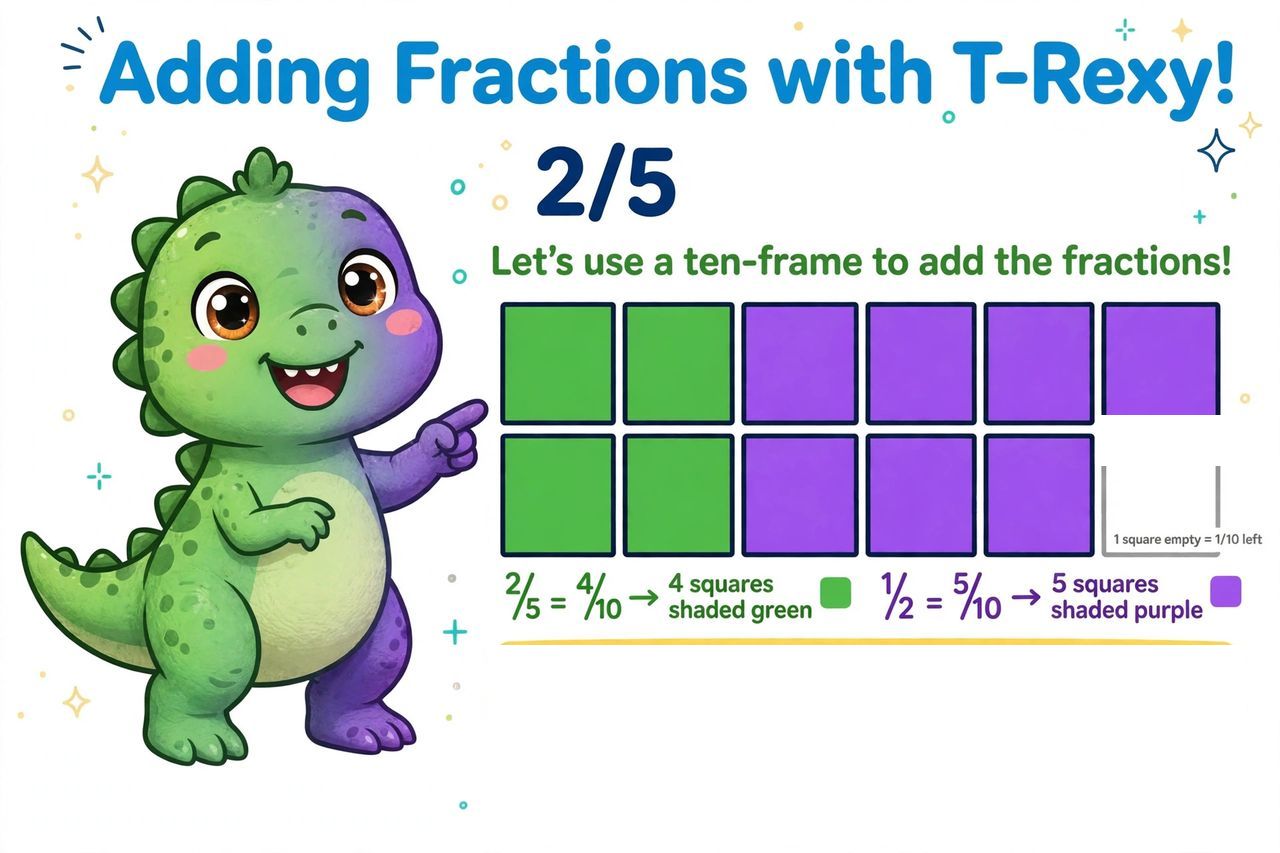 Adding Fractions with T-Rexy!
2/5
Let's use a ten-frame to add the fractions!
1 square empty = 1/10 left
2/5 = 4/10 → 4 squares
shaded green
1/2 = 5/10 → 5 squares
shaded purple